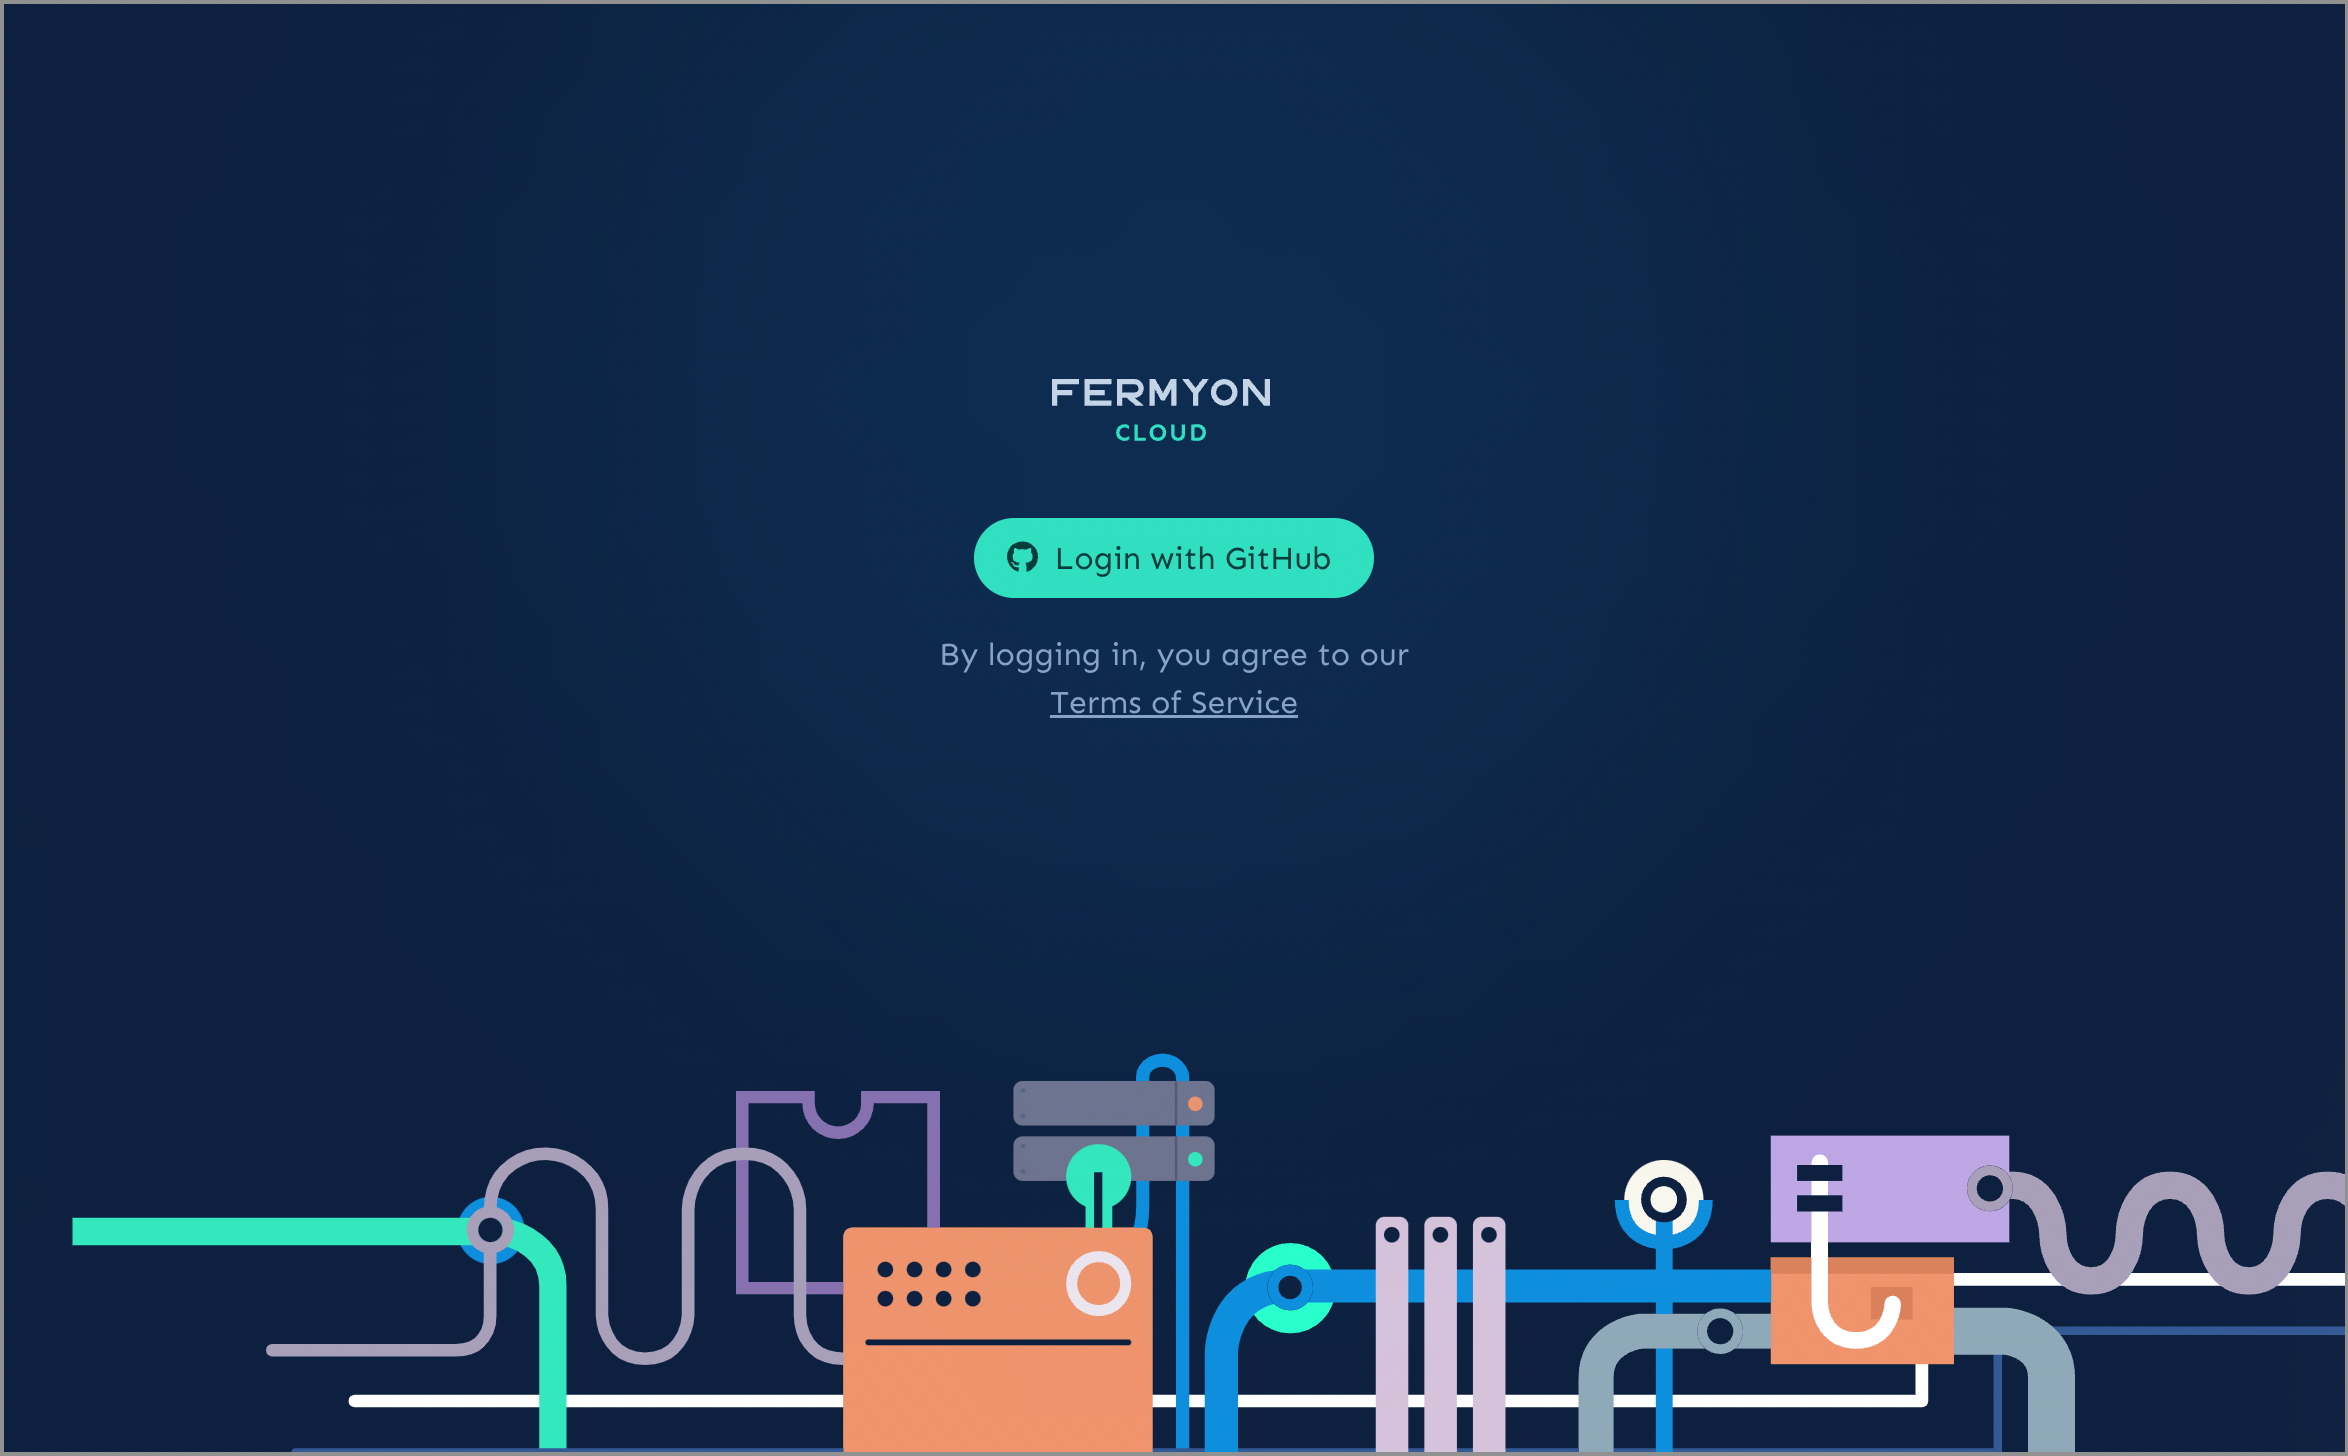 FERMYON
CLOUD
Login with GitHub
By logging in, you agree to our
Terms of Service